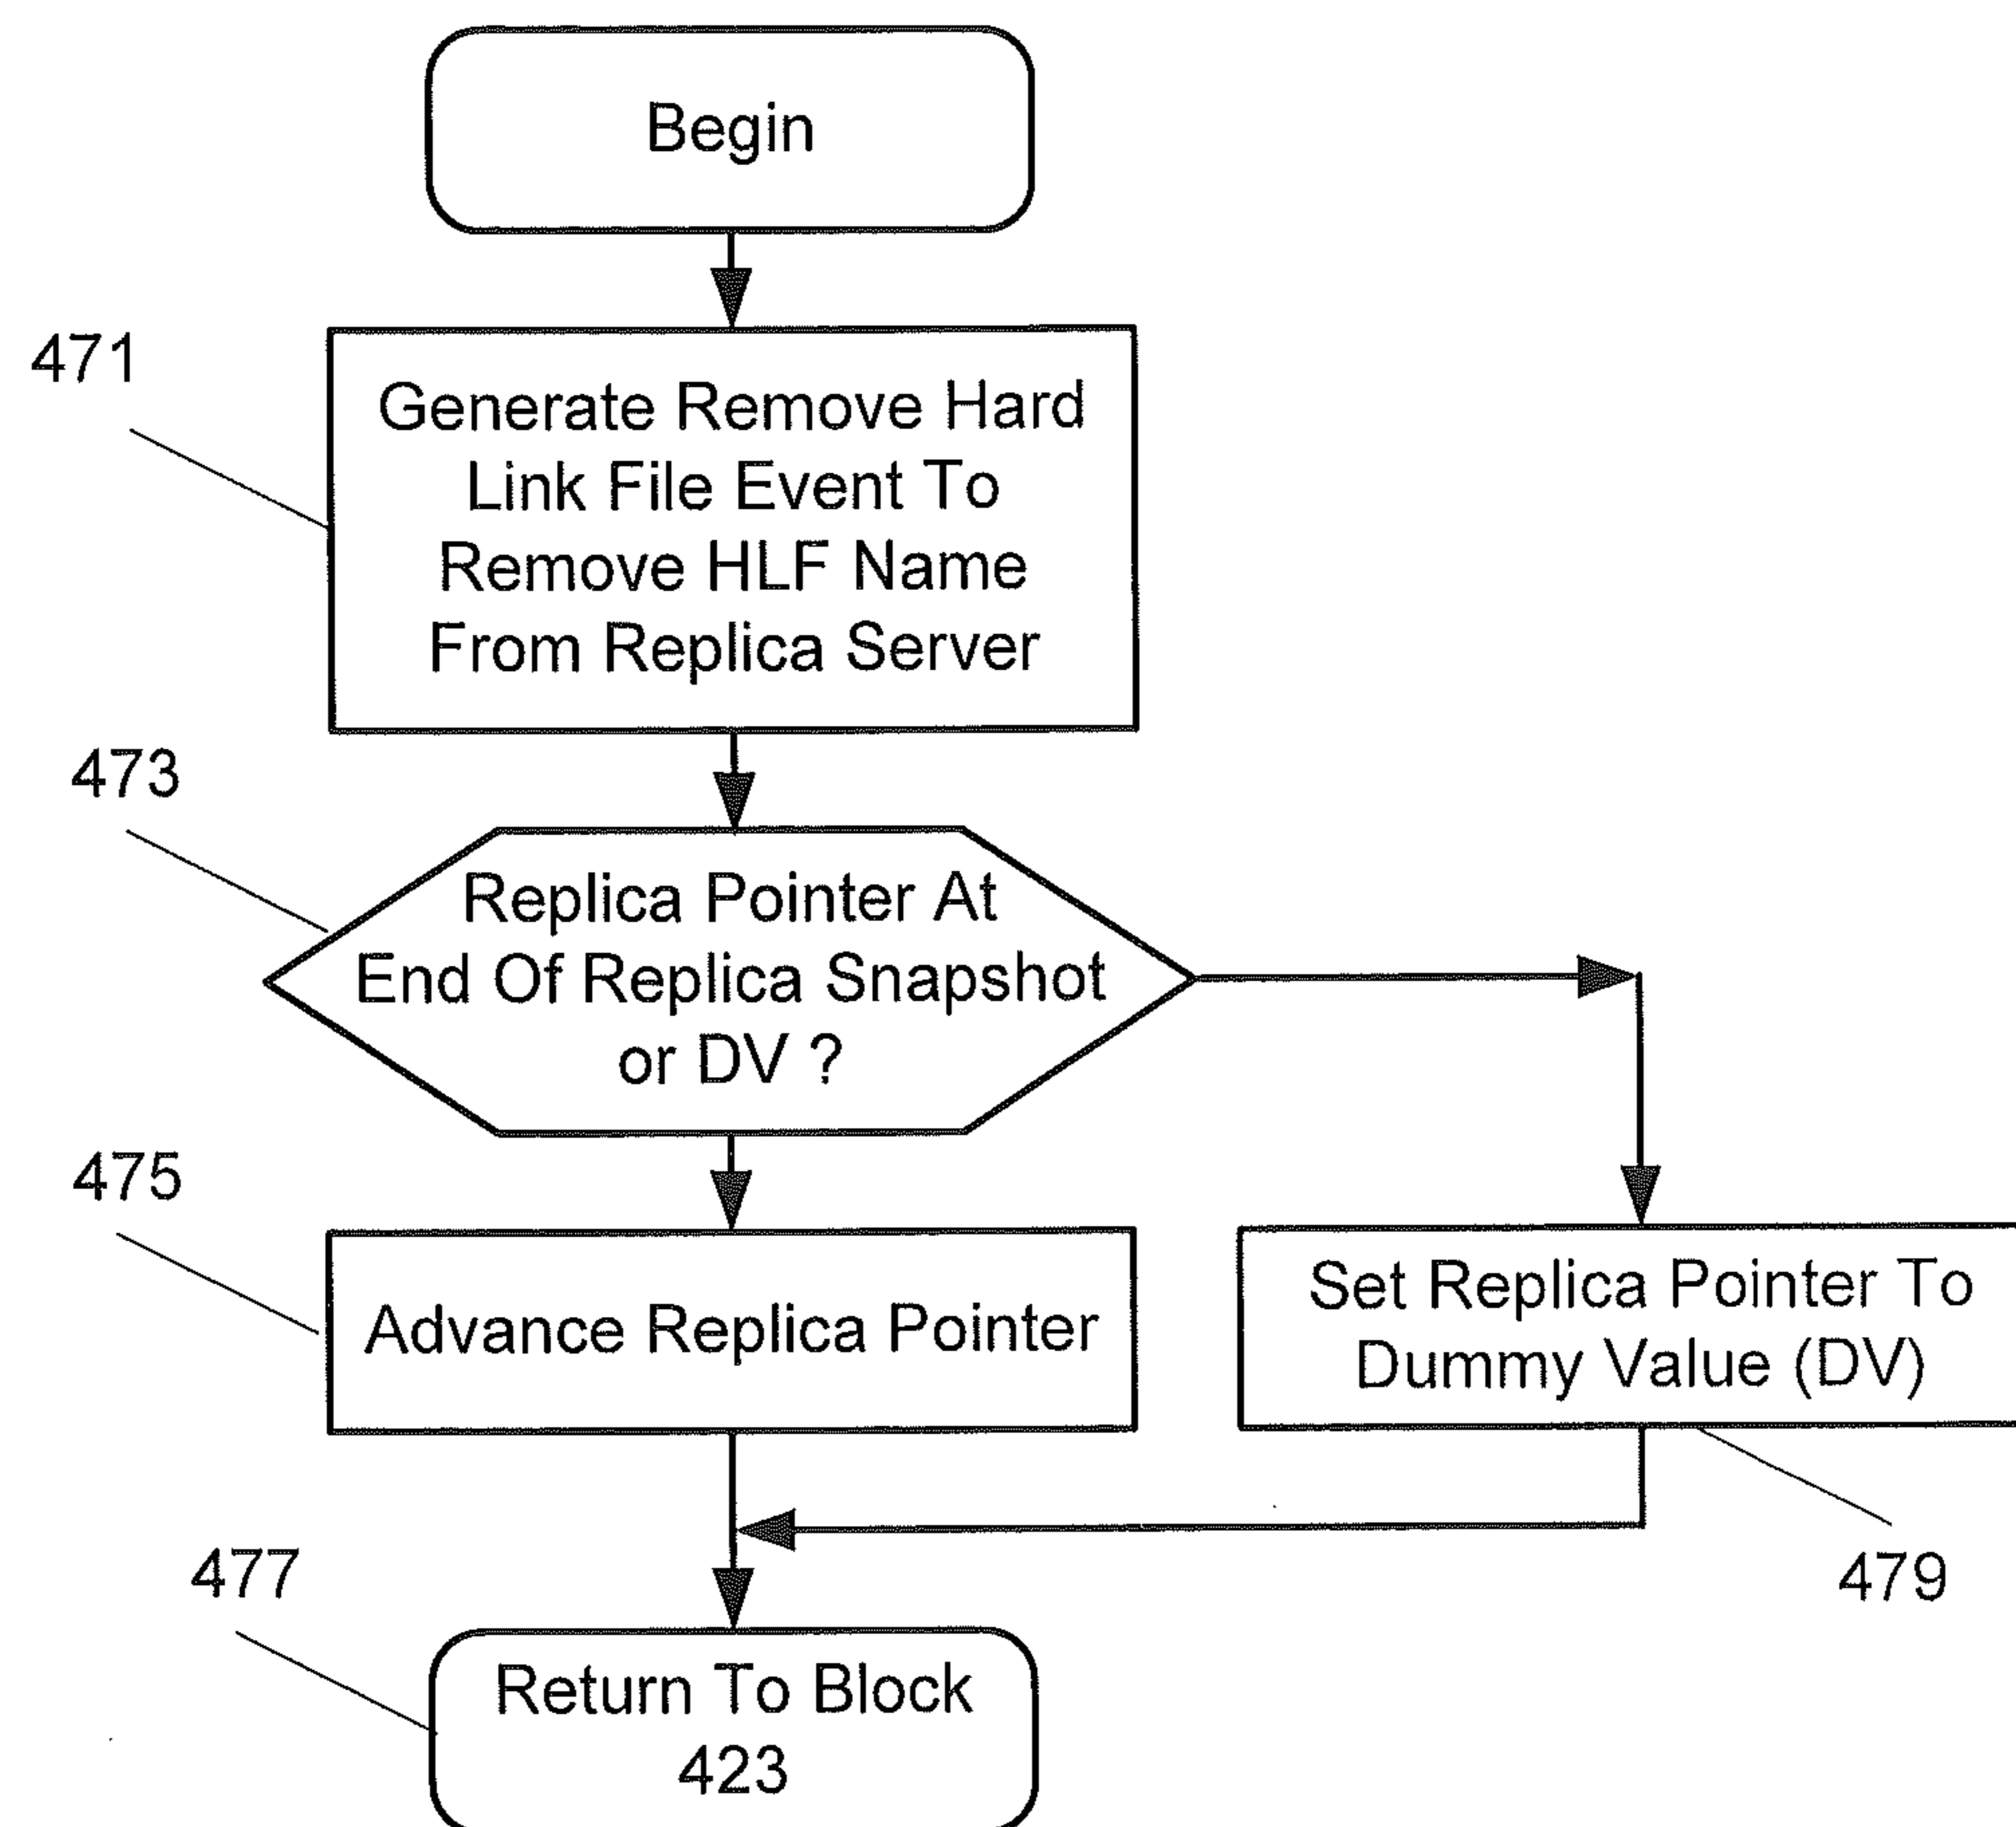 Begin
471
Generate Remove Hard
Link File Event To
Remove HLF Name
From Replica Server
473
Replica Pointer At
End Of Replica Snapshot
or DV ?
475
Advance Replica Pointer
Set Replica Pointer To
Dummy Value (DV)
477
479
Return To Block
423